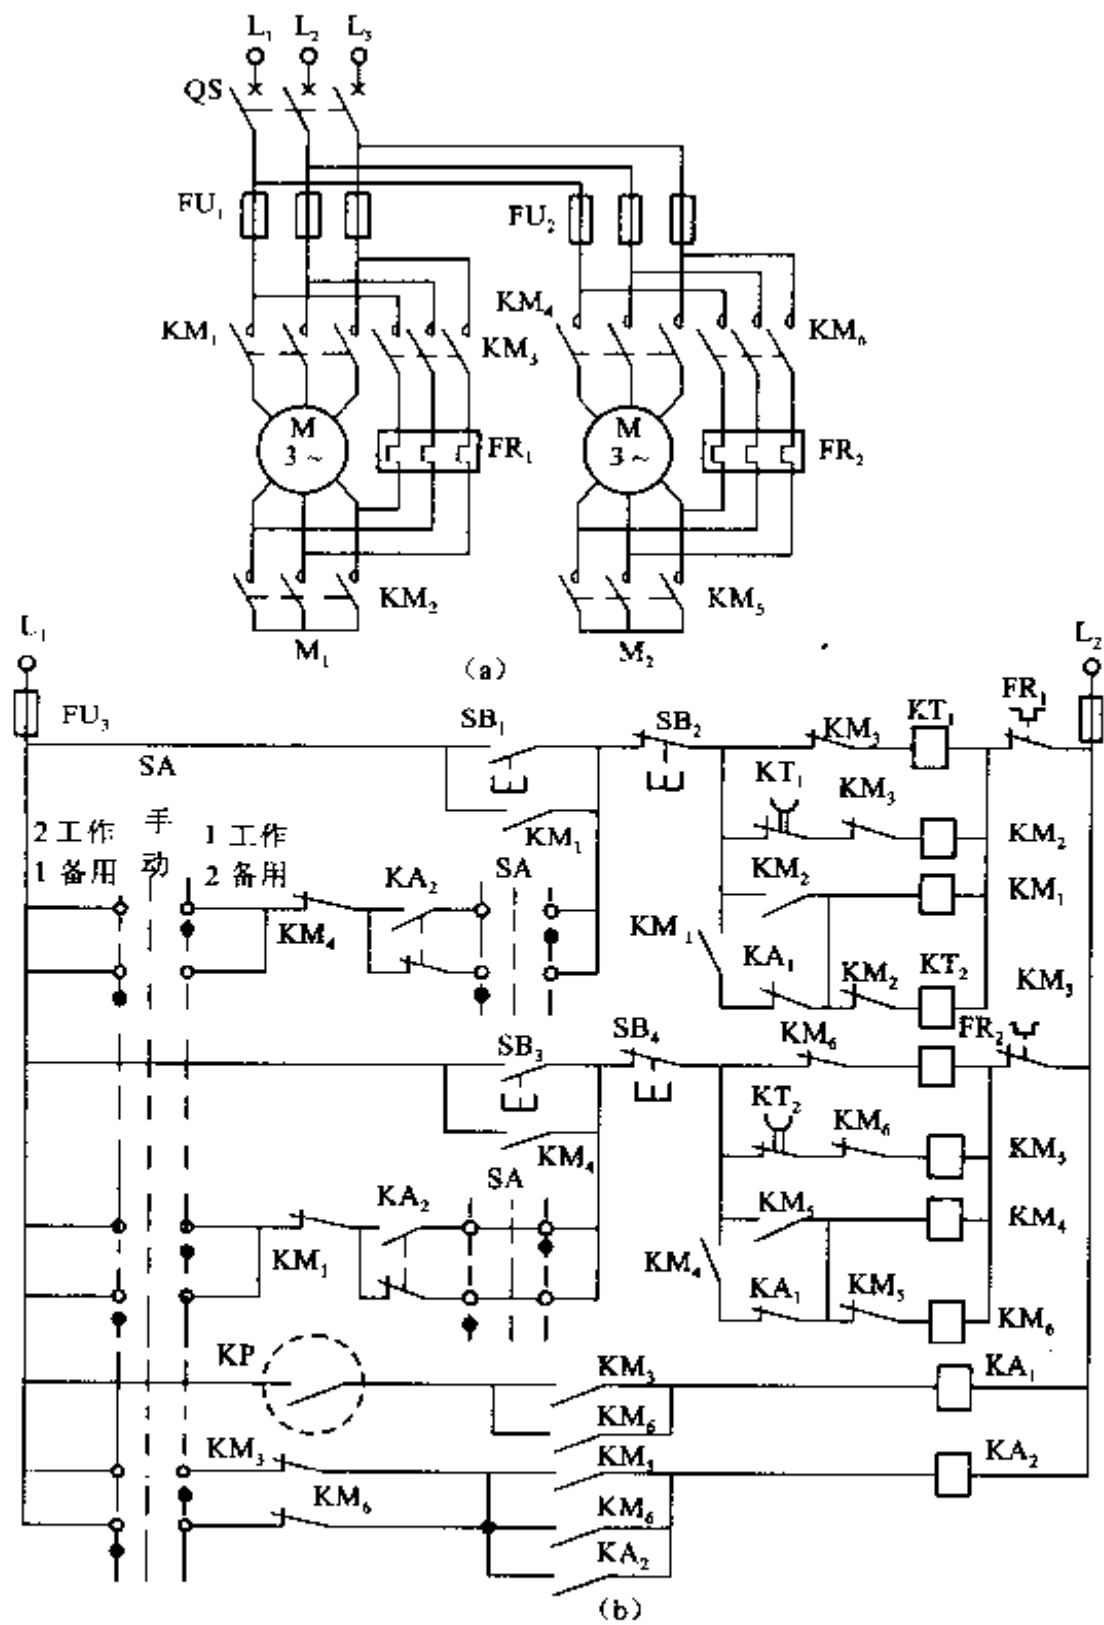 L₁ L₂ L₃
QS
FU₁ FU₂
KM₁ KM₃ KM₄ KM₆
M 3~ FR₁ M 3~ FR₂
KM₂ KM₅
M₁ (a) M₂
L₁ L₂
FU₃ SB₁ SB₂ KM₃ KT₁ FR₁
SA
KT₁ KM₃ KM₂
KM₁
2工作 手 1工作
1备用 动 2备用
KA₂ SA KM₂ KM₁
KM₄ KM₁ KA₁ KM₂ KT₂ KM₃
SB₃ SB₄ KM₆ FR₂
KT₂ KM₆ KM₅
KM₄
KA₂ SA KM₅ KM₄
KM₁ KM₄ KA₁ KM₅ KM₆
KP KM₃ KA₁
KM₆
KM₃ KM₃ KA₂
KM₆ KM₆
KA₂
(b)